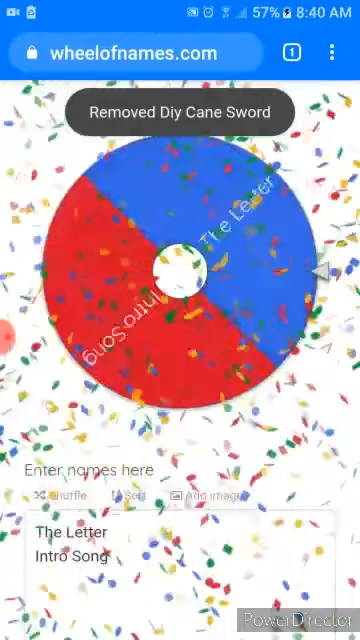 57% 8:40 AM
wheelofnames.com
1
Removed Diy Cane Sword
The Letter
Intro Song
Enter names here
Shuffle Sort Add image
The Letter
Intro Song
PowerDirector